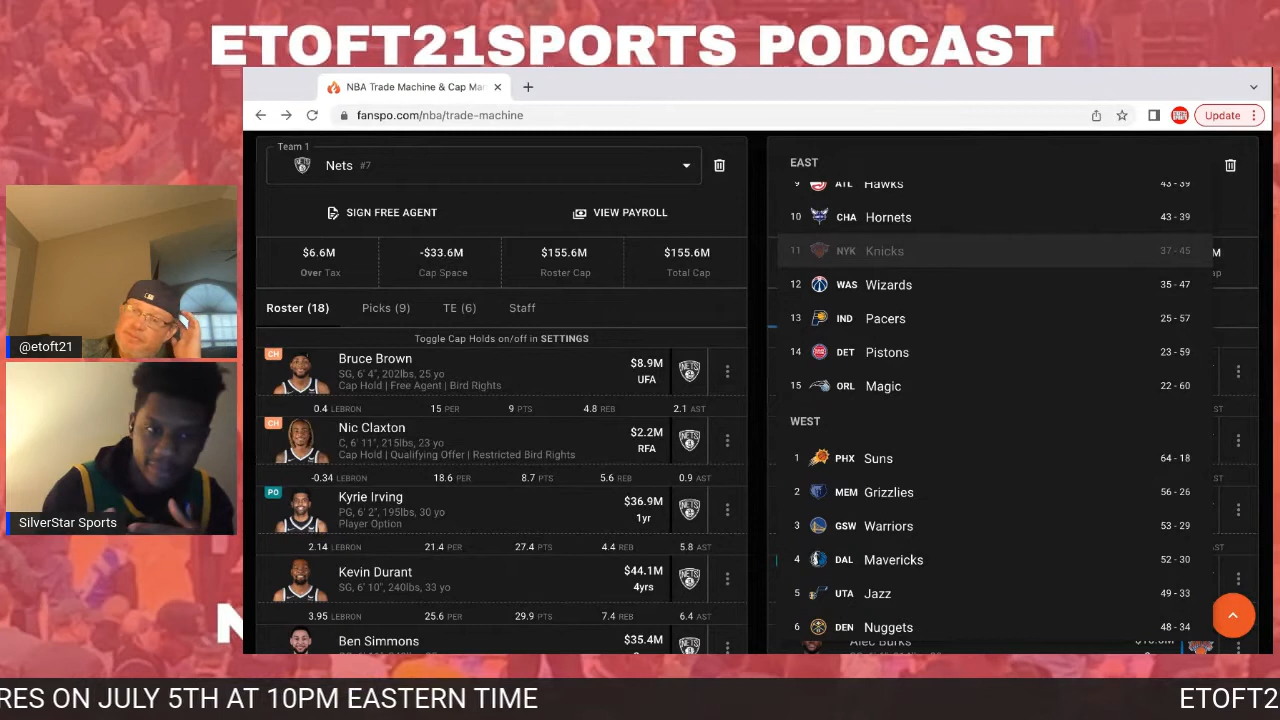 ETOFT21SPORTS PODCAST
NBA Trade Machine & Cap Ma
fanspo.com/nba/trade-machine
Update
Team 1
Nets #7
SIGN FREE AGENT
VIEW PAYROLL
$6.6M
-$33.6M
$155.6M
$155.6M
Over Tax
Cap Space
Roster Cap
Total Cap
Roster (18)
Picks (9)
TE (6)
Staff
Toggle Cap Holds on/off in SETTINGS
CH
Bruce Brown
SG, 6' 4", 202lbs, 25 yo
Cap Hold | Free Agent | Bird Rights
$8.9M
UFA
NETS
0.4 LEBRON 15 PER 9 PTS 4.8 REB 2.1 AST
CH
Nic Claxton
C, 6' 11", 215lbs, 23 yo
Cap Hold | Qualifying Offer | Restricted Bird Rights
$2.2M
RFA
NETS
-0.34 LEBRON 18.6 PER 8.7 PTS 5.6 REB 0.9 AST
PO
Kyrie Irving
PG, 6' 2", 195lbs, 30 yo
Player Option
$36.9M
1yr
NETS
2.14 LEBRON 21.4 PER 27.4 PTS 4.4 REB 5.8 AST
Kevin Durant
SG, 6' 10", 240lbs, 33 yo
$44.1M
4yrs
NETS
3.95 LEBRON 25.6 PER 29.9 PTS 7.4 REB 6.4 AST
Ben Simmons
$35.4M
EAST
9 ATL Hawks 43 - 39
10 CHA Hornets 43 - 39
11 NYK Knicks 37 - 45
12 WAS Wizards 35 - 47
13 IND Pacers 25 - 57
14 DET Pistons 23 - 59
15 ORL Magic 22 - 60
WEST
1 PHX Suns 64 - 18
2 MEM Grizzlies 56 - 26
3 GSW Warriors 53 - 29
4 DAL Mavericks 52 - 30
5 UTA Jazz 49 - 33
6 DEN Nuggets 48 - 34
Alec Burks
@etoft21
SilverStar Sports
N
RES ON JULY 5TH AT 10PM EASTERN TIME
ETOFT2